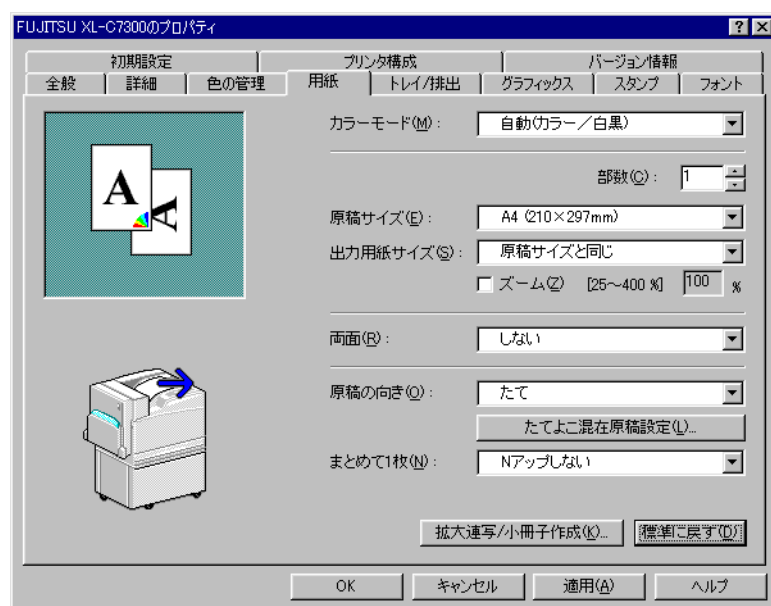 FUJITSU XL-C7300のプロパティ
初期設定 プリンタ構成 バージョン情報
全般 詳細 色の管理 用紙 トレイ/排出 グラフィックス スタンプ フォント
カラーモード(M): 自動(カラー/白黒)
部数(C): 1
原稿サイズ(E): A4 (210×297mm)
出力用紙サイズ(S): 原稿サイズと同じ
ズーム(Z) [25~400 %] 100 %
両面(R): しない
原稿の向き(O): たて
たてよこ混在原稿設定(L)...
まとめて1枚(N): Nアップしない
拡大連写/小冊子作成(K)... 標準に戻す(D)
OK キャンセル 適用(A) ヘルプ
A
A